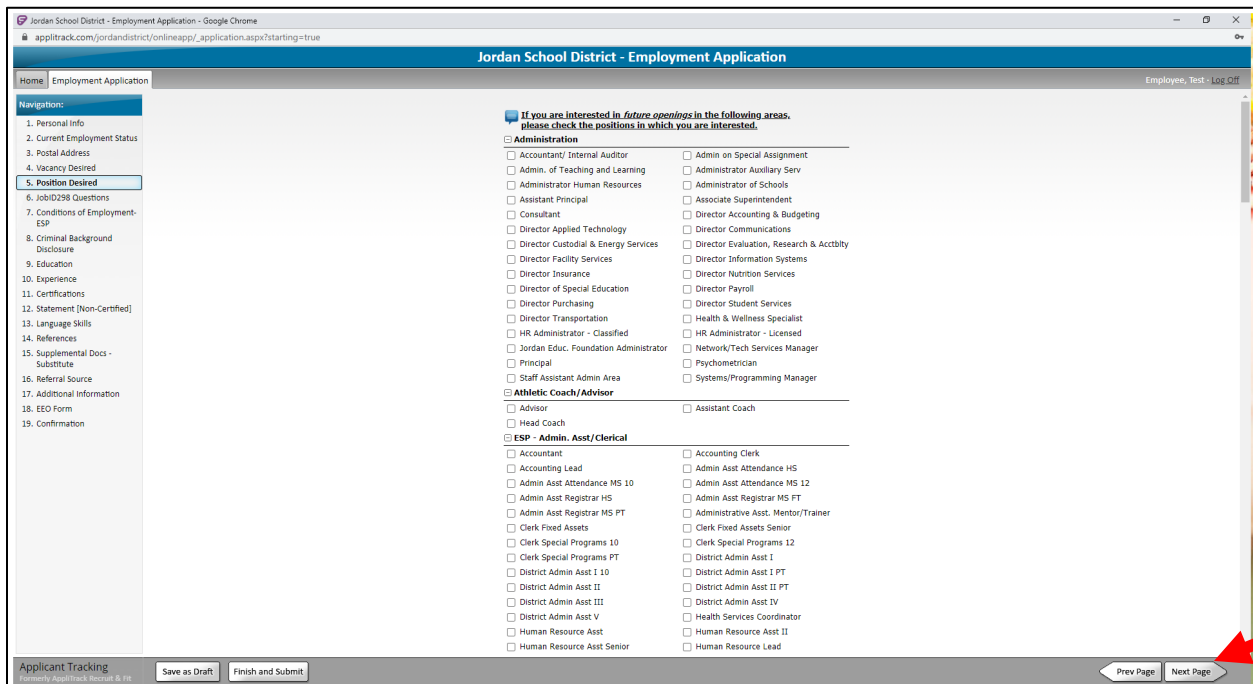 Jordan School District - Employment Application - Google Chrome
applitrack.com/jordandistrict/onlineapp/_application.aspx?starting=true
Jordan School District - Employment Application
Home Employment Application
Employee, Test - Log Off
Navigation:
1. Personal Info
2. Current Employment Status
3. Postal Address
4. Vacancy Desired
5. Position Desired
6. JobID298 Questions
7. Conditions of Employment-
ESP
8. Criminal Background
Disclosure
9. Education
10. Experience
11. Certifications
12. Statement [Non-Certified]
13. Language Skills
14. References
15. Supplemental Docs -
Substitute
16. Referral Source
17. Additional Information
18. EEO Form
19. Confirmation
If you are interested in future openings in the following areas,
please check the positions in which you are interested.
Administration
Accountant/ Internal Auditor Admin on Special Assignment
Admin. of Teaching and Learning Administrator Auxiliary Serv
Administrator Human Resources Administrator of Schools
Assistant Principal Associate Superintendent
Consultant Director Accounting & Budgeting
Director Applied Technology Director Communications
Director Custodial & Energy Services Director Evaluation, Research & Acctblty
Director Facility Services Director Information Systems
Director Insurance Director Nutrition Services
Director of Special Education Director Payroll
Director Purchasing Director Student Services
Director Transportation Health & Wellness Specialist
HR Administrator - Classified HR Administrator - Licensed
Jordan Educ. Foundation Administrator Network/Tech Services Manager
Principal Psychometrician
Staff Assistant Admin Area Systems/Programming Manager
Athletic Coach/Advisor
Advisor Assistant Coach
Head Coach
ESP - Admin. Asst/Clerical
Accountant Accounting Clerk
Accounting Lead Admin Asst Attendance HS
Admin Asst Attendance MS 10 Admin Asst Attendance MS 12
Admin Asst Registrar HS Admin Asst Registrar MS FT
Admin Asst Registrar MS PT Administrative Asst. Mentor/Trainer
Clerk Fixed Assets Clerk Fixed Assets Senior
Clerk Special Programs 10 Clerk Special Programs 12
Clerk Special Programs PT District Admin Asst I
District Admin Asst I 10 District Admin Asst I PT
District Admin Asst II District Admin Asst II PT
District Admin Asst III District Admin Asst IV
District Admin Asst V Health Services Coordinator
Human Resource Asst Human Resource Asst II
Human Resource Asst Senior Human Resource Lead
Applicant Tracking
Formerly AppliTrack Recruit & Fit
Save as Draft Finish and Submit Prev Page Next Page